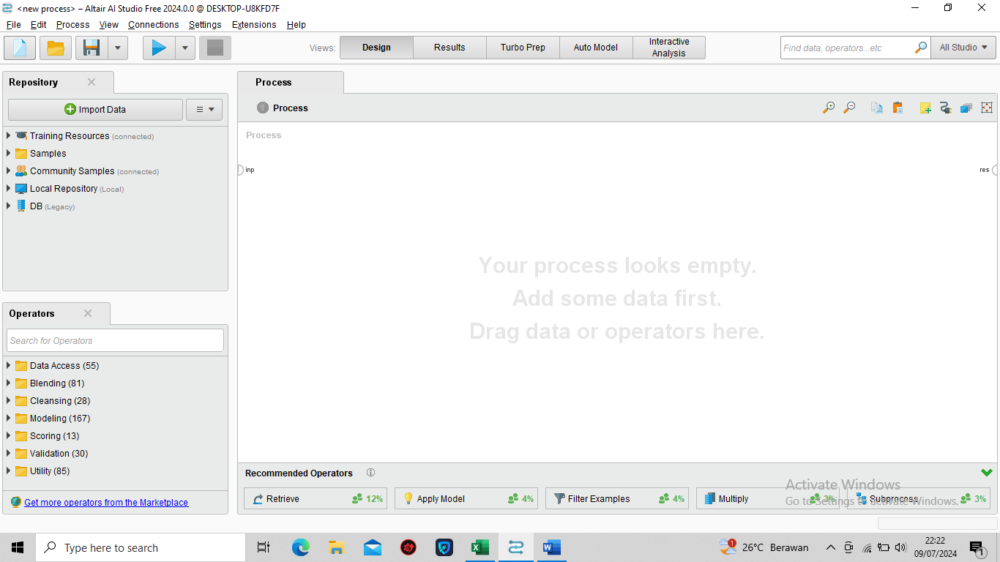 <new process> – Altair AI Studio Free 2024.0.0 @ DESKTOP-U8KFD7F
File Edit Process View Connections Settings Extensions Help
Views: Design Results Turbo Prep Auto Model Interactive Analysis
Find data, operators...etc All Studio
Repository
Import Data
Training Resources (connected)
Samples
Community Samples (connected)
Local Repository (Local)
DB (Legacy)
Operators
Search for Operators
Data Access (55)
Blending (81)
Cleansing (28)
Modeling (167)
Scoring (13)
Validation (30)
Utility (85)
Get more operators from the Marketplace
Process
Process
Process
inp
res
Your process looks empty.
Add some data first.
Drag data or operators here.
Recommended Operators
Retrieve 12% Apply Model 4% Filter Examples 4% Multiply 3% Subprocess 3%
Activate Windows
Go to Settings to activate Windows.
Type here to search
1 26°C Berawan
22:22
09/07/2024
1